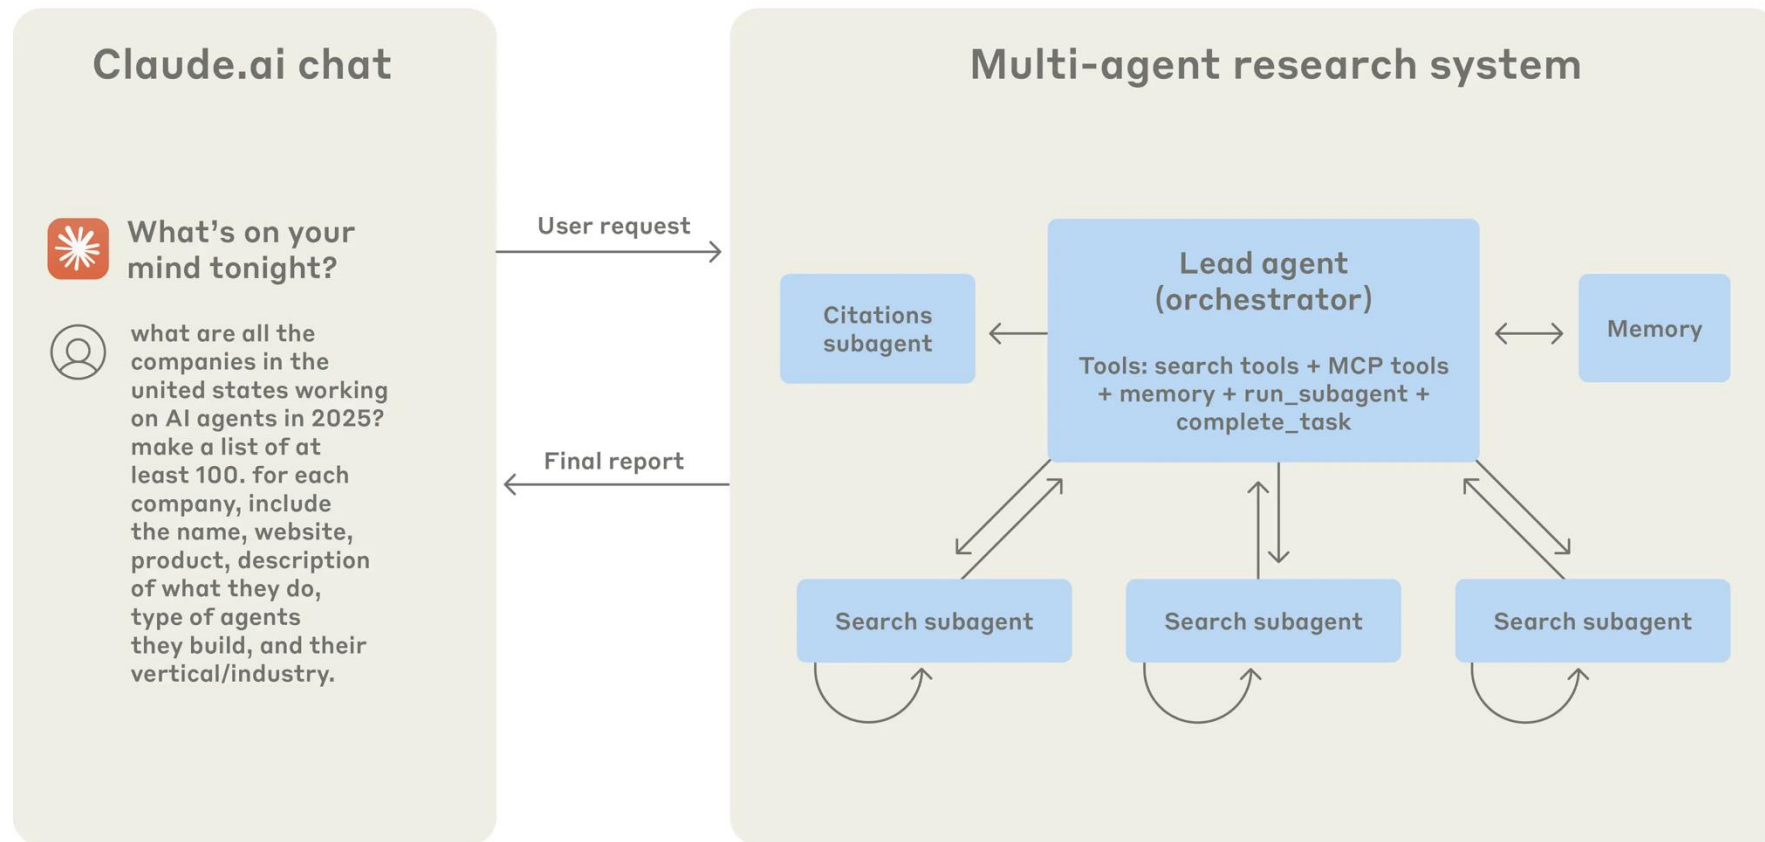 Claude.ai chat
What's on your
mind tonight?
what are all the
companies in the
united states working
on AI agents in 2025?
make a list of at
least 100. for each
company, include
the name, website,
product, description
of what they do,
type of agents
they build, and their
vertical/industry.
User request
Final report
Multi-agent research system
Citations
subagent
Lead agent
(orchestrator)
Tools: search tools + MCP tools
+ memory + run_subagent +
complete_task
Memory
Search subagent
Search subagent
Search subagent